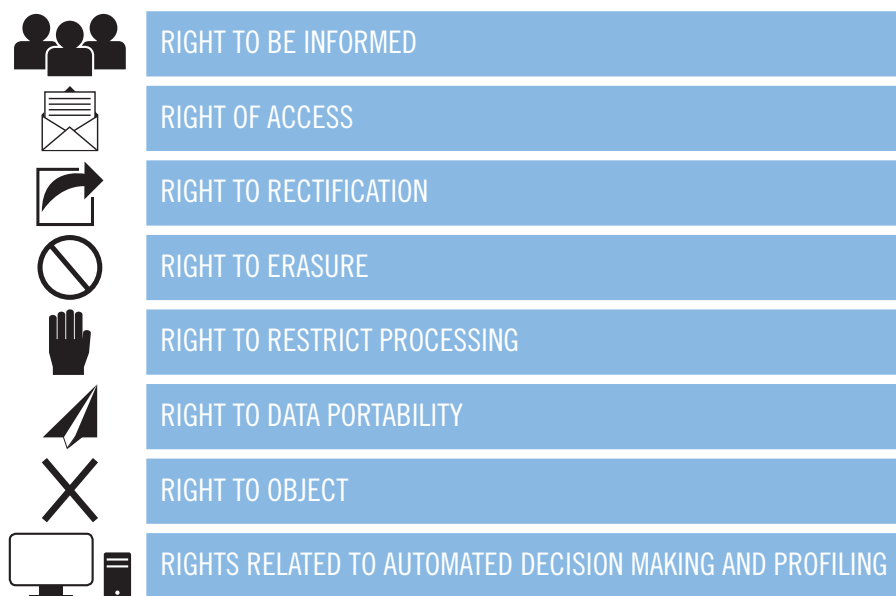 RIGHT TO BE INFORMED
RIGHT OF ACCESS
RIGHT TO RECTIFICATION
RIGHT TO ERASURE
RIGHT TO RESTRICT PROCESSING
RIGHT TO DATA PORTABILITY
RIGHT TO OBJECT
RIGHTS RELATED TO AUTOMATED DECISION MAKING AND PROFILING